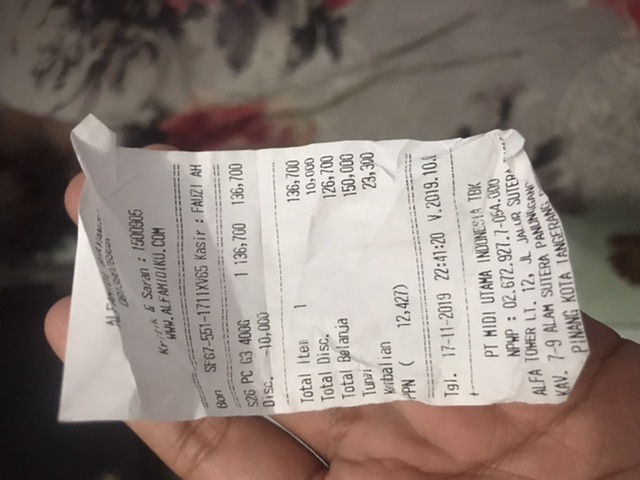 Kritik & Saran : 1500905
WWW.ALFAMIDIKU.COM
Bon SF67-551-1711XV65 Kasir : FAUZI AH
S26 PC G3 400G 1 136,700 136,700
Disc. -10,000
Total Item 1 136,700
Total Disc. 10,000
Total Belanja 126,700
Tunai 150,000
Kembalian 23,300
PPN ( 12,427)
Tgl. 17-11-2019 22:41:20 V.2019.10.
PT MIDI UTAMA INDONESIA TBK
NPWP : 02.672.927.7-054.000
ALFA TOWER LT. 12, JL JALUR SUTERA
KAV. 7-9 ALAM SUTERA PANUNGGANG
PINANG KOTA TANGERANG